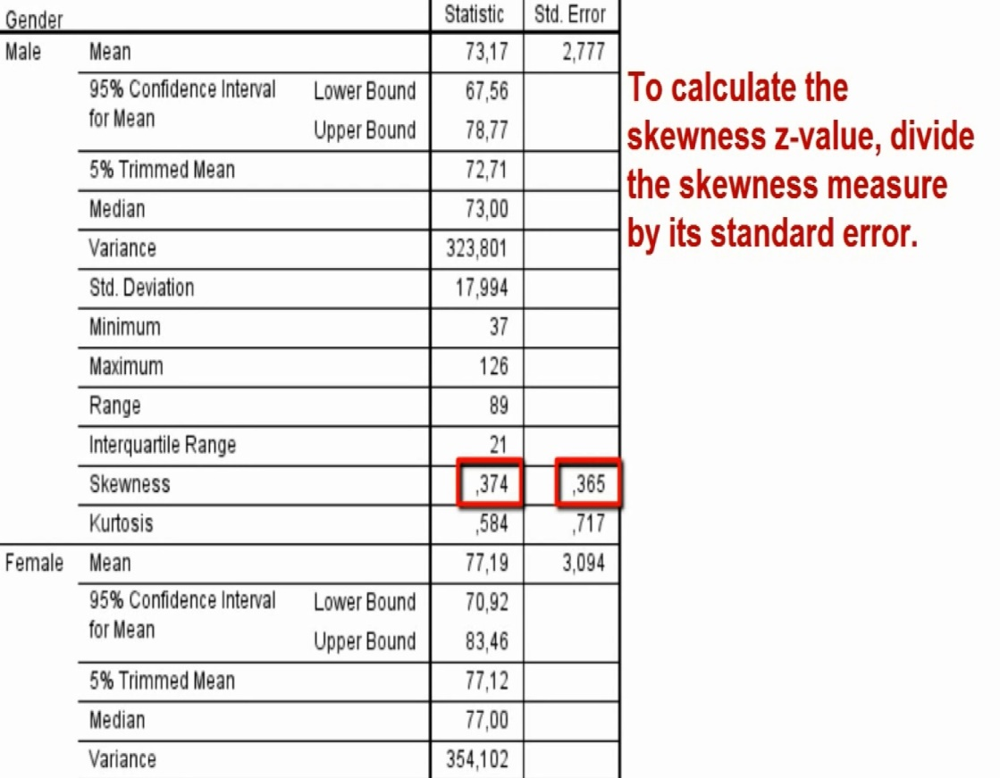 Gender Statistic Std. Error
Male Mean 73,17 2,777
95% Confidence Interval Lower Bound 67,56
for Mean
Upper Bound 78,77
5% Trimmed Mean 72,71
Median 73,00
Variance 323,801
Std. Deviation 17,994
Minimum 37
Maximum 126
Range 89
Interquartile Range 21
Skewness ,374 ,365
Kurtosis ,584 ,717
Female Mean 77,19 3,094
95% Confidence Interval Lower Bound 70,92
for Mean
Upper Bound 83,46
5% Trimmed Mean 77,12
Median 77,00
Variance 354,102
To calculate the
skewness z-value, divide
the skewness measure
by its standard error.